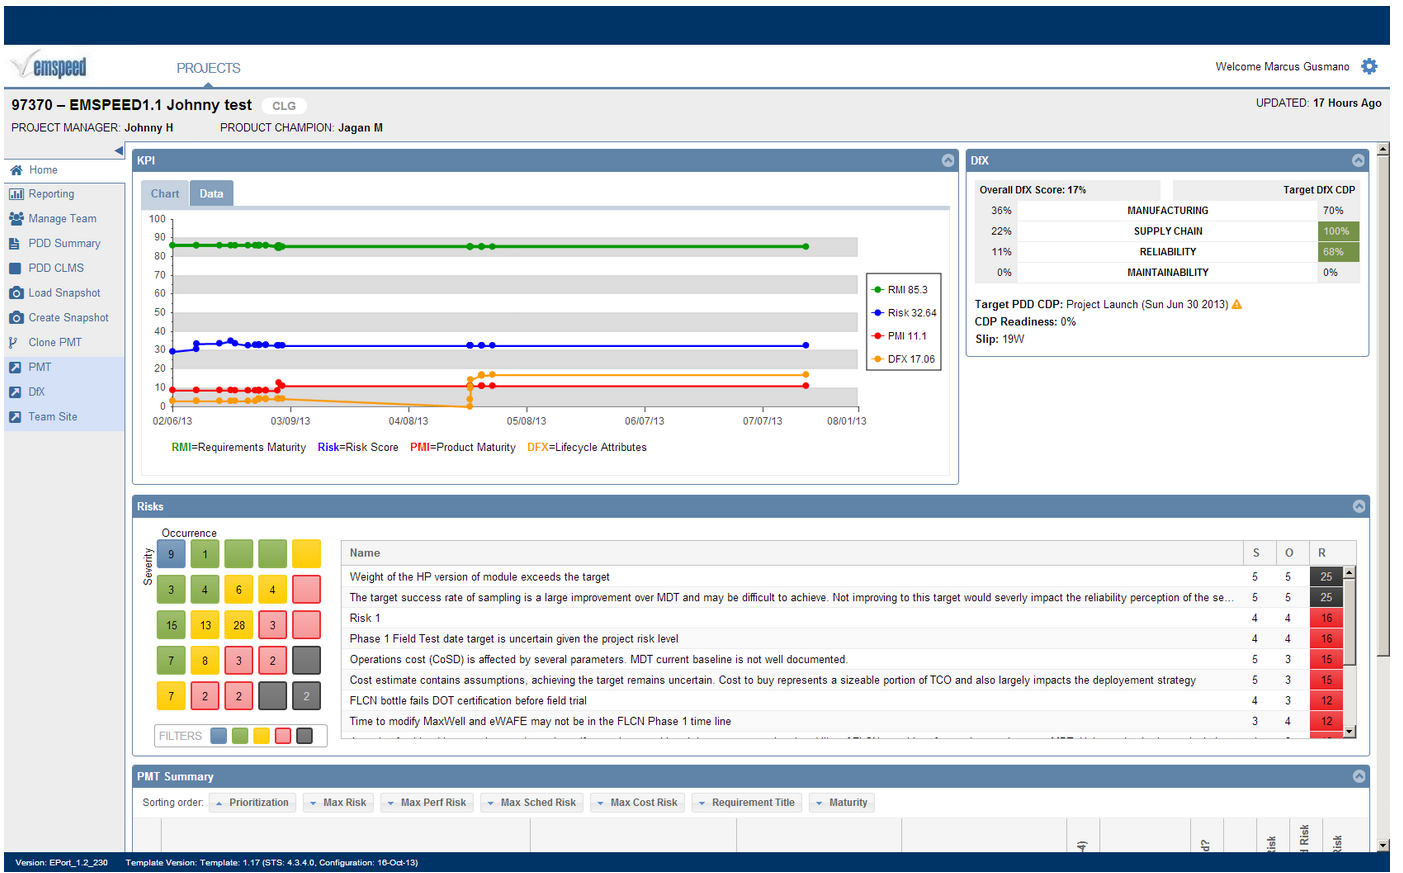 emspeed
PROJECTS
Welcome Marcus Gusmano
97370 – EMSPEED1.1 Johnny test CLG
UPDATED: 17 Hours Ago
PROJECT MANAGER: Johnny H PRODUCT CHAMPION: Jagan M
Home
Reporting
Manage Team
PDD Summary
PDD CLMS
Load Snapshot
Create Snapshot
Clone PMT
PMT
DfX
Team Site
KPI
Chart Data
100
90
80
70
60
50
40
30
20
10
0
02/06/13 03/09/13 04/08/13 05/08/13 06/07/13 07/07/13 08/01/13
RMI 85.3
Risk 32.64
PMI 11.1
DFX 17.06
RMI=Requirements Maturity Risk=Risk Score PMI=Product Maturity DFX=Lifecycle Attributes
DfX
Overall DfX Score: 17% Target DfX CDP
36% MANUFACTURING 70%
22% SUPPLY CHAIN 100%
11% RELIABILITY 68%
0% MAINTAINABILITY 0%
Target PDD CDP: Project Launch (Sun Jun 30 2013)
CDP Readiness: 0%
Slip: 19W
Risks
Occurrence
Severity
9 1
3 4 6 4
15 13 28 3
7 8 3 2
7 2 2 2
FILTERS
Name S O R
Weight of the HP version of module exceeds the target 5 5 25
The target success rate of sampling is a large improvement over MDT and may be difficult to achieve. Not improving to this target would severly impact the reliability perception of the se... 5 5 25
Risk 1 4 4 16
Phase 1 Field Test date target is uncertain given the project risk level 4 4 16
Operations cost (CoSD) is affected by several parameters. MDT current baseline is not well documented. 5 3 15
Cost estimate contains assumptions, achieving the target remains uncertain. Cost to buy represents a sizeable portion of TCO and also largely impacts the deployement strategy 5 3 15
FLCN bottle fails DOT certification before field trial 4 3 12
Time to modify MaxWell and eWAFE may not be in the FLCN Phase 1 time line 3 4 12
PMT Summary
Sorting order: Prioritization Max Risk Max Perf Risk Max Sched Risk Max Cost Risk Requirement Title Maturity
Version: EPort_1.2_230 Template Version: Template: 1.17 (STS: 4.3.4.0, Configuration: 16-Oct-13)